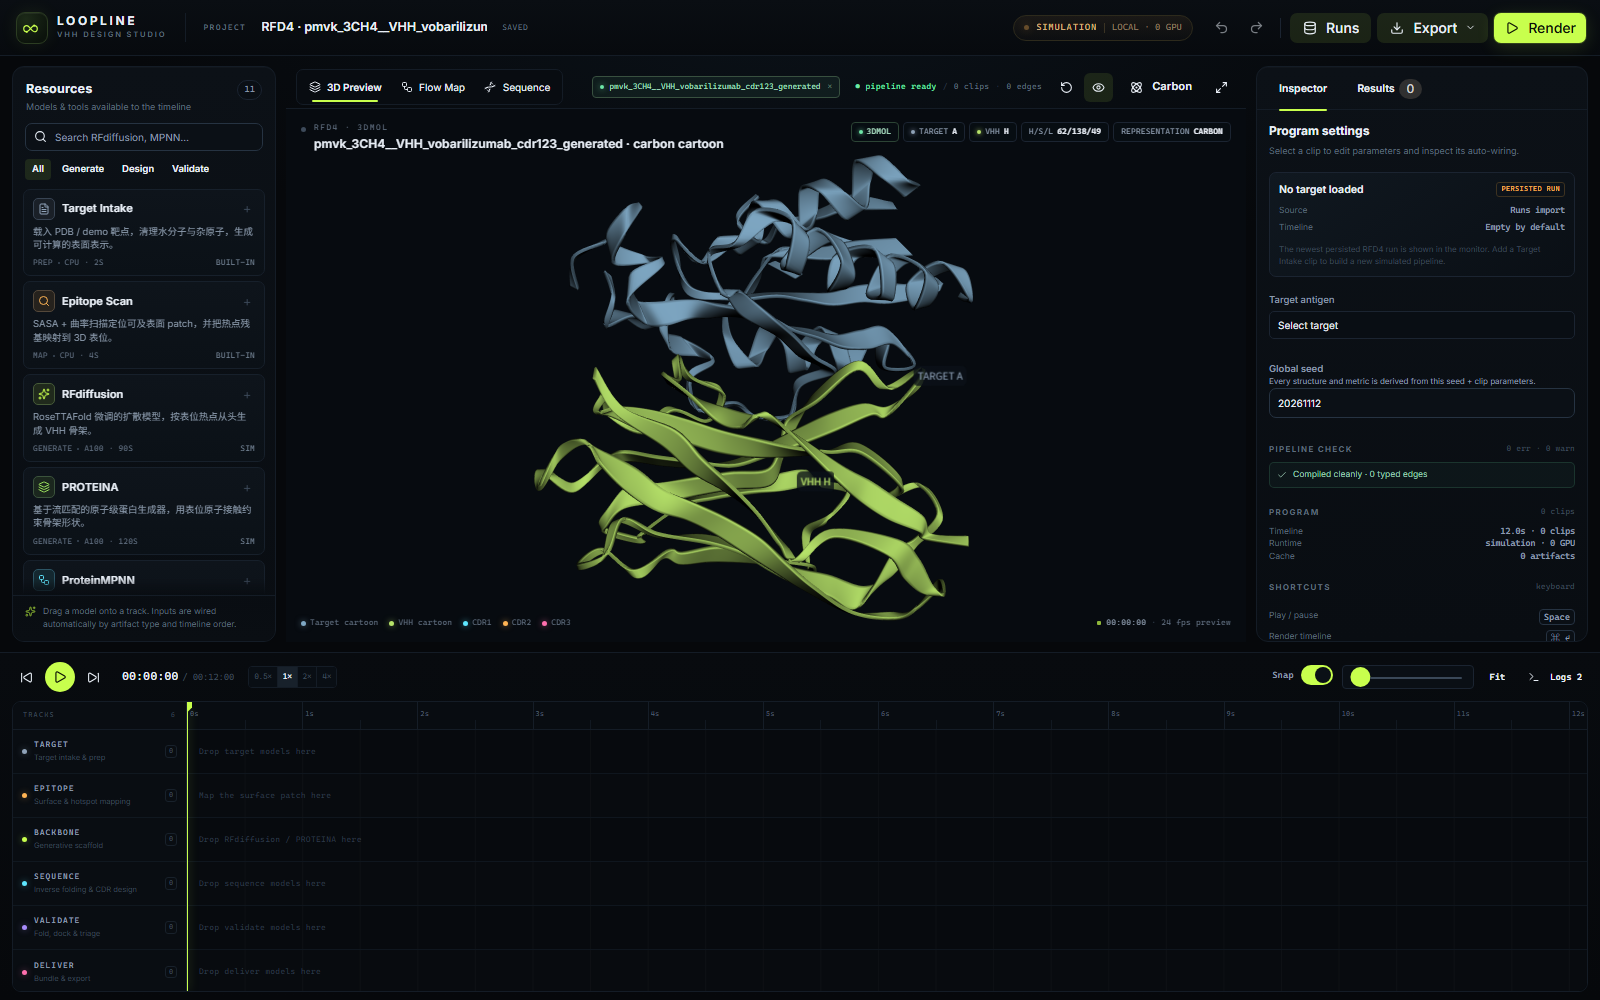 LOOPLINE
VHH DESIGN STUDIO
PROJECT
RFD4 · pmvk_3CH4__VHH_vobarilizun
SAVED
SIMULATION
LOCAL · 0 GPU
Runs
Export
Render
Resources
11
Models & tools available to the timeline
Search RFdiffusion, MPNN...
All
Generate
Design
Validate
Target Intake
载入 PDB / demo 靶点，清理水分子与杂原子，生成
可计算的表面表示。
PREP · CPU · 2S
BUILT-IN
Epitope Scan
SASA + 曲率扫描定位可及表面 patch，并把热点残
基映射到 3D 表位。
MAP · CPU · 4S
BUILT-IN
RFdiffusion
RoseTTAFold 微调的扩散模型，按表位热点从头生
成 VHH 骨架。
GENERATE · A100 · 90S
SIM
PROTEINA
基于流匹配的原子级蛋白生成器，用表位原子接触约
束骨架形状。
GENERATE · A100 · 120S
SIM
ProteinMPNN
Drag a model onto a track. Inputs are wired
automatically by artifact type and timeline order.
3D Preview
Flow Map
Sequence
pmvk_3CH4__VHH_vobarilizumab_cdr123_generated ×
pipeline ready / 0 clips · 0 edges
Carbon
RFD4 · 3DMOL
pmvk_3CH4__VHH_vobarilizumab_cdr123_generated · carbon cartoon
3DMOL
TARGET A
VHH H
H/S/L 62/138/49
REPRESENTATION CARBON
TARGET A
VHH H
Target cartoon
VHH cartoon
CDR1
CDR2
CDR3
00:00:00 · 24 fps preview
Inspector
Results 0
Program settings
Select a clip to edit parameters and inspect its auto-wiring.
No target loaded
PERSISTED RUN
Source
Runs import
Timeline
Empty by default
The newest persisted RFD4 run is shown in the monitor. Add a Target
Intake clip to build a new simulated pipeline.
Target antigen
Select target
Global seed
Every structure and metric is derived from this seed + clip parameters.
20261112
PIPELINE CHECK
0 err · 0 warn
Compiled cleanly · 0 typed edges
PROGRAM
0 clips
Timeline
12.0s · 0 clips
Runtime
simulation · 0 GPU
Cache
0 artifacts
SHORTCUTS
keyboard
Play / pause
Space
Render timeline
⌘ ↵
00:00:00 / 00:12:00
0.5×
1×
2×
4×
Snap
Fit
Logs 2
TRACKS
6
0s
1s
2s
3s
4s
5s
6s
7s
8s
9s
10s
11s
12s
TARGET
Target intake & prep
0
Drop target models here
EPITOPE
Surface & hotspot mapping
0
Map the surface patch here
BACKBONE
Generative scaffold
0
Drop RFdiffusion / PROTEINA here
SEQUENCE
Inverse folding & CDR design
0
Drop sequence models here
VALIDATE
Fold, dock & triage
0
Drop validate models here
DELIVER
Bundle & export
0
Drop deliver models here